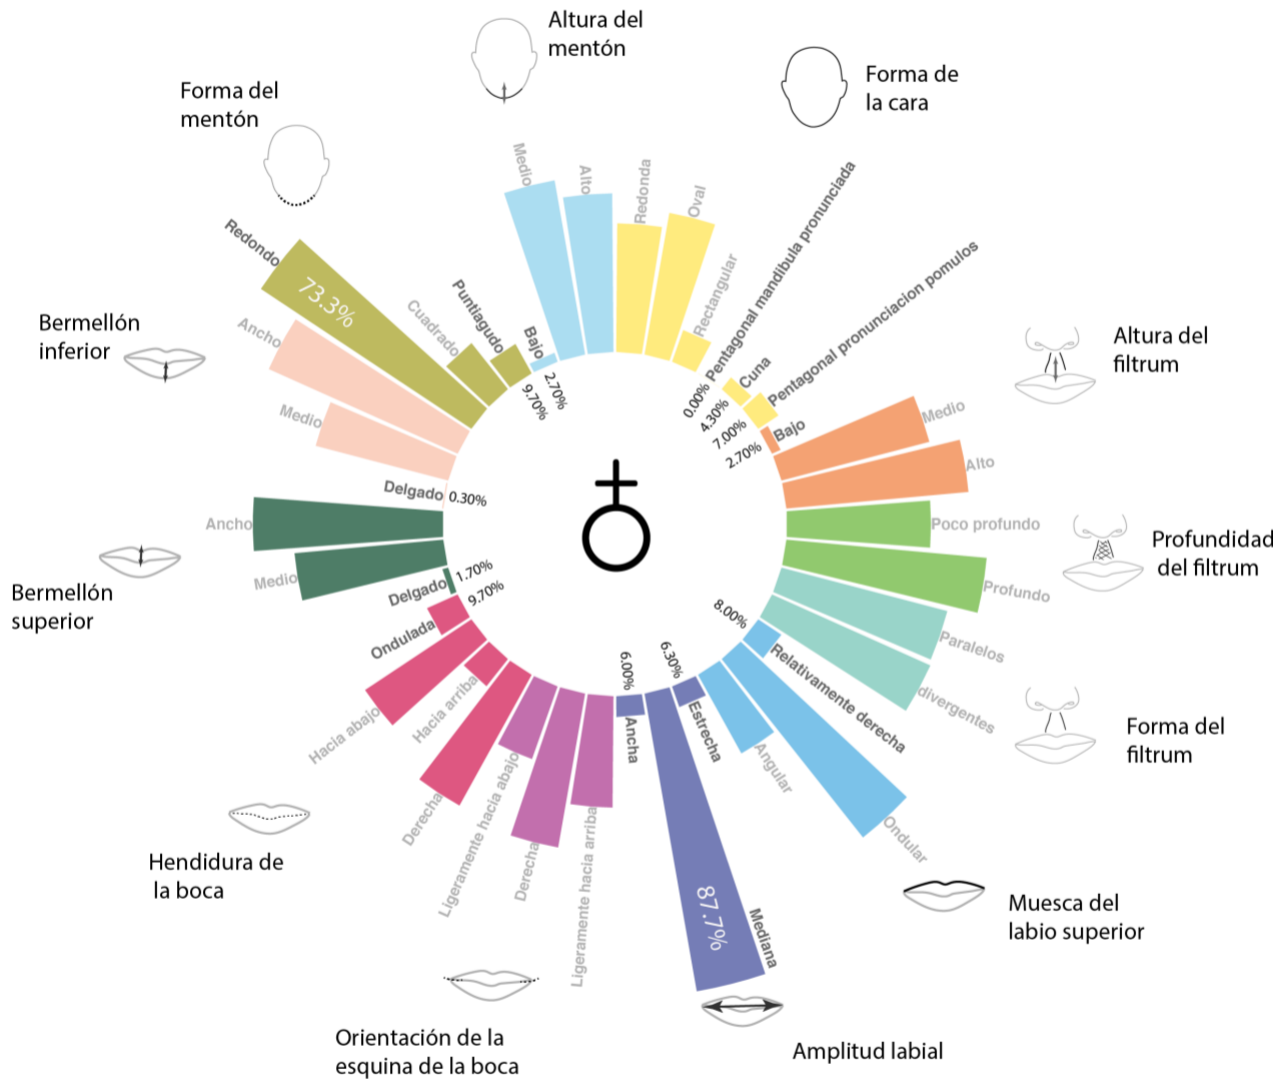 Altura del
mentón
Forma de
la cara
Forma del
mentón
Bermellón
inferior
Bermellón
superior
Hendidura de
la boca
Orientación de la
esquina de la boca
Amplitud labial
Muesca del
labio superior
Forma del
filtrum
Profundidad
del filtrum
Altura del
filtrum
Medio
Alto
Redonda
Oval
Rectangular
Pentagonal mandibula pronunciada
0.00%
Cuna
4.30%
Pentagonal pronunciacion pomulos
7.00%
Bajo
2.70%
Medio
Alto
Poco profundo
Profundo
Paralelos
divergentes
Relativamente derecha
8.00%
Ondular
Angular
Estrecha
6.30%
Mediana
87.7%
Ancha
6.00%
Ligeramente hacia arriba
Derecha
Ligeramente hacia abajo
Derecha
Hacia arriba
Hacia abajo
Ondulada
9.70%
Delgado
1.70%
Medio
Ancho
Delgado
0.30%
Medio
Ancho
Redondo
73.3%
Cuadrado
Puntiagudo
9.70%
Bajo
2.70%